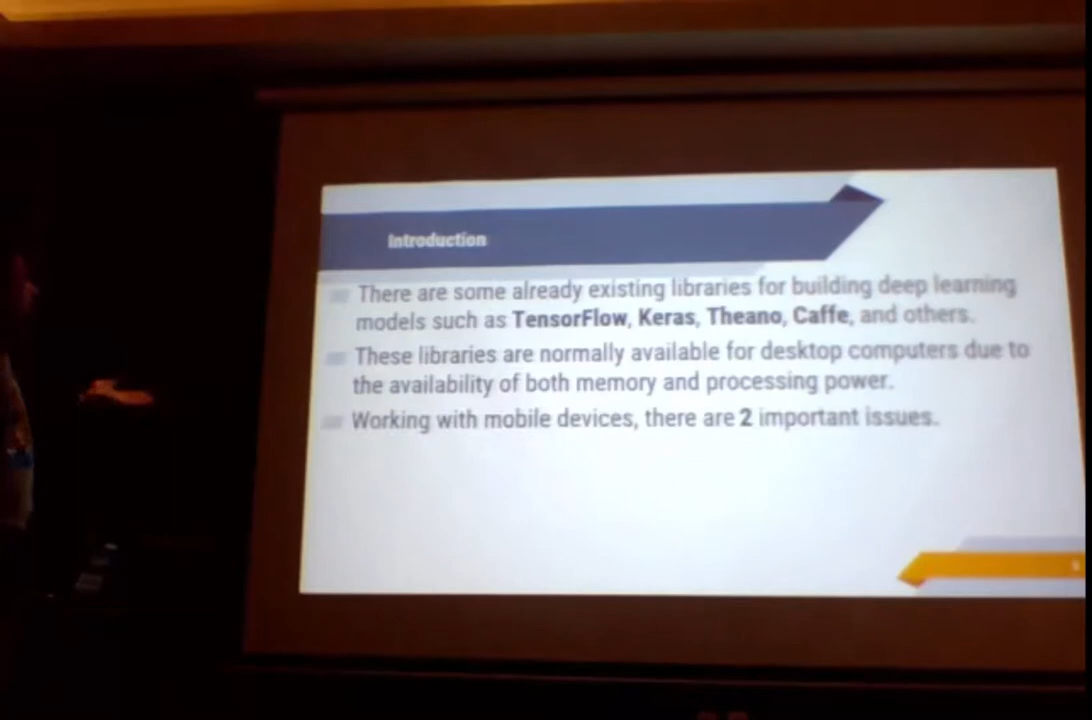 Introduction
There are some already existing libraries for building deep learning
models such as TensorFlow, Keras, Theano, Caffe, and others.
These libraries are normally available for desktop computers due to
the availability of both memory and processing power.
Working with mobile devices, there are 2 important issues.